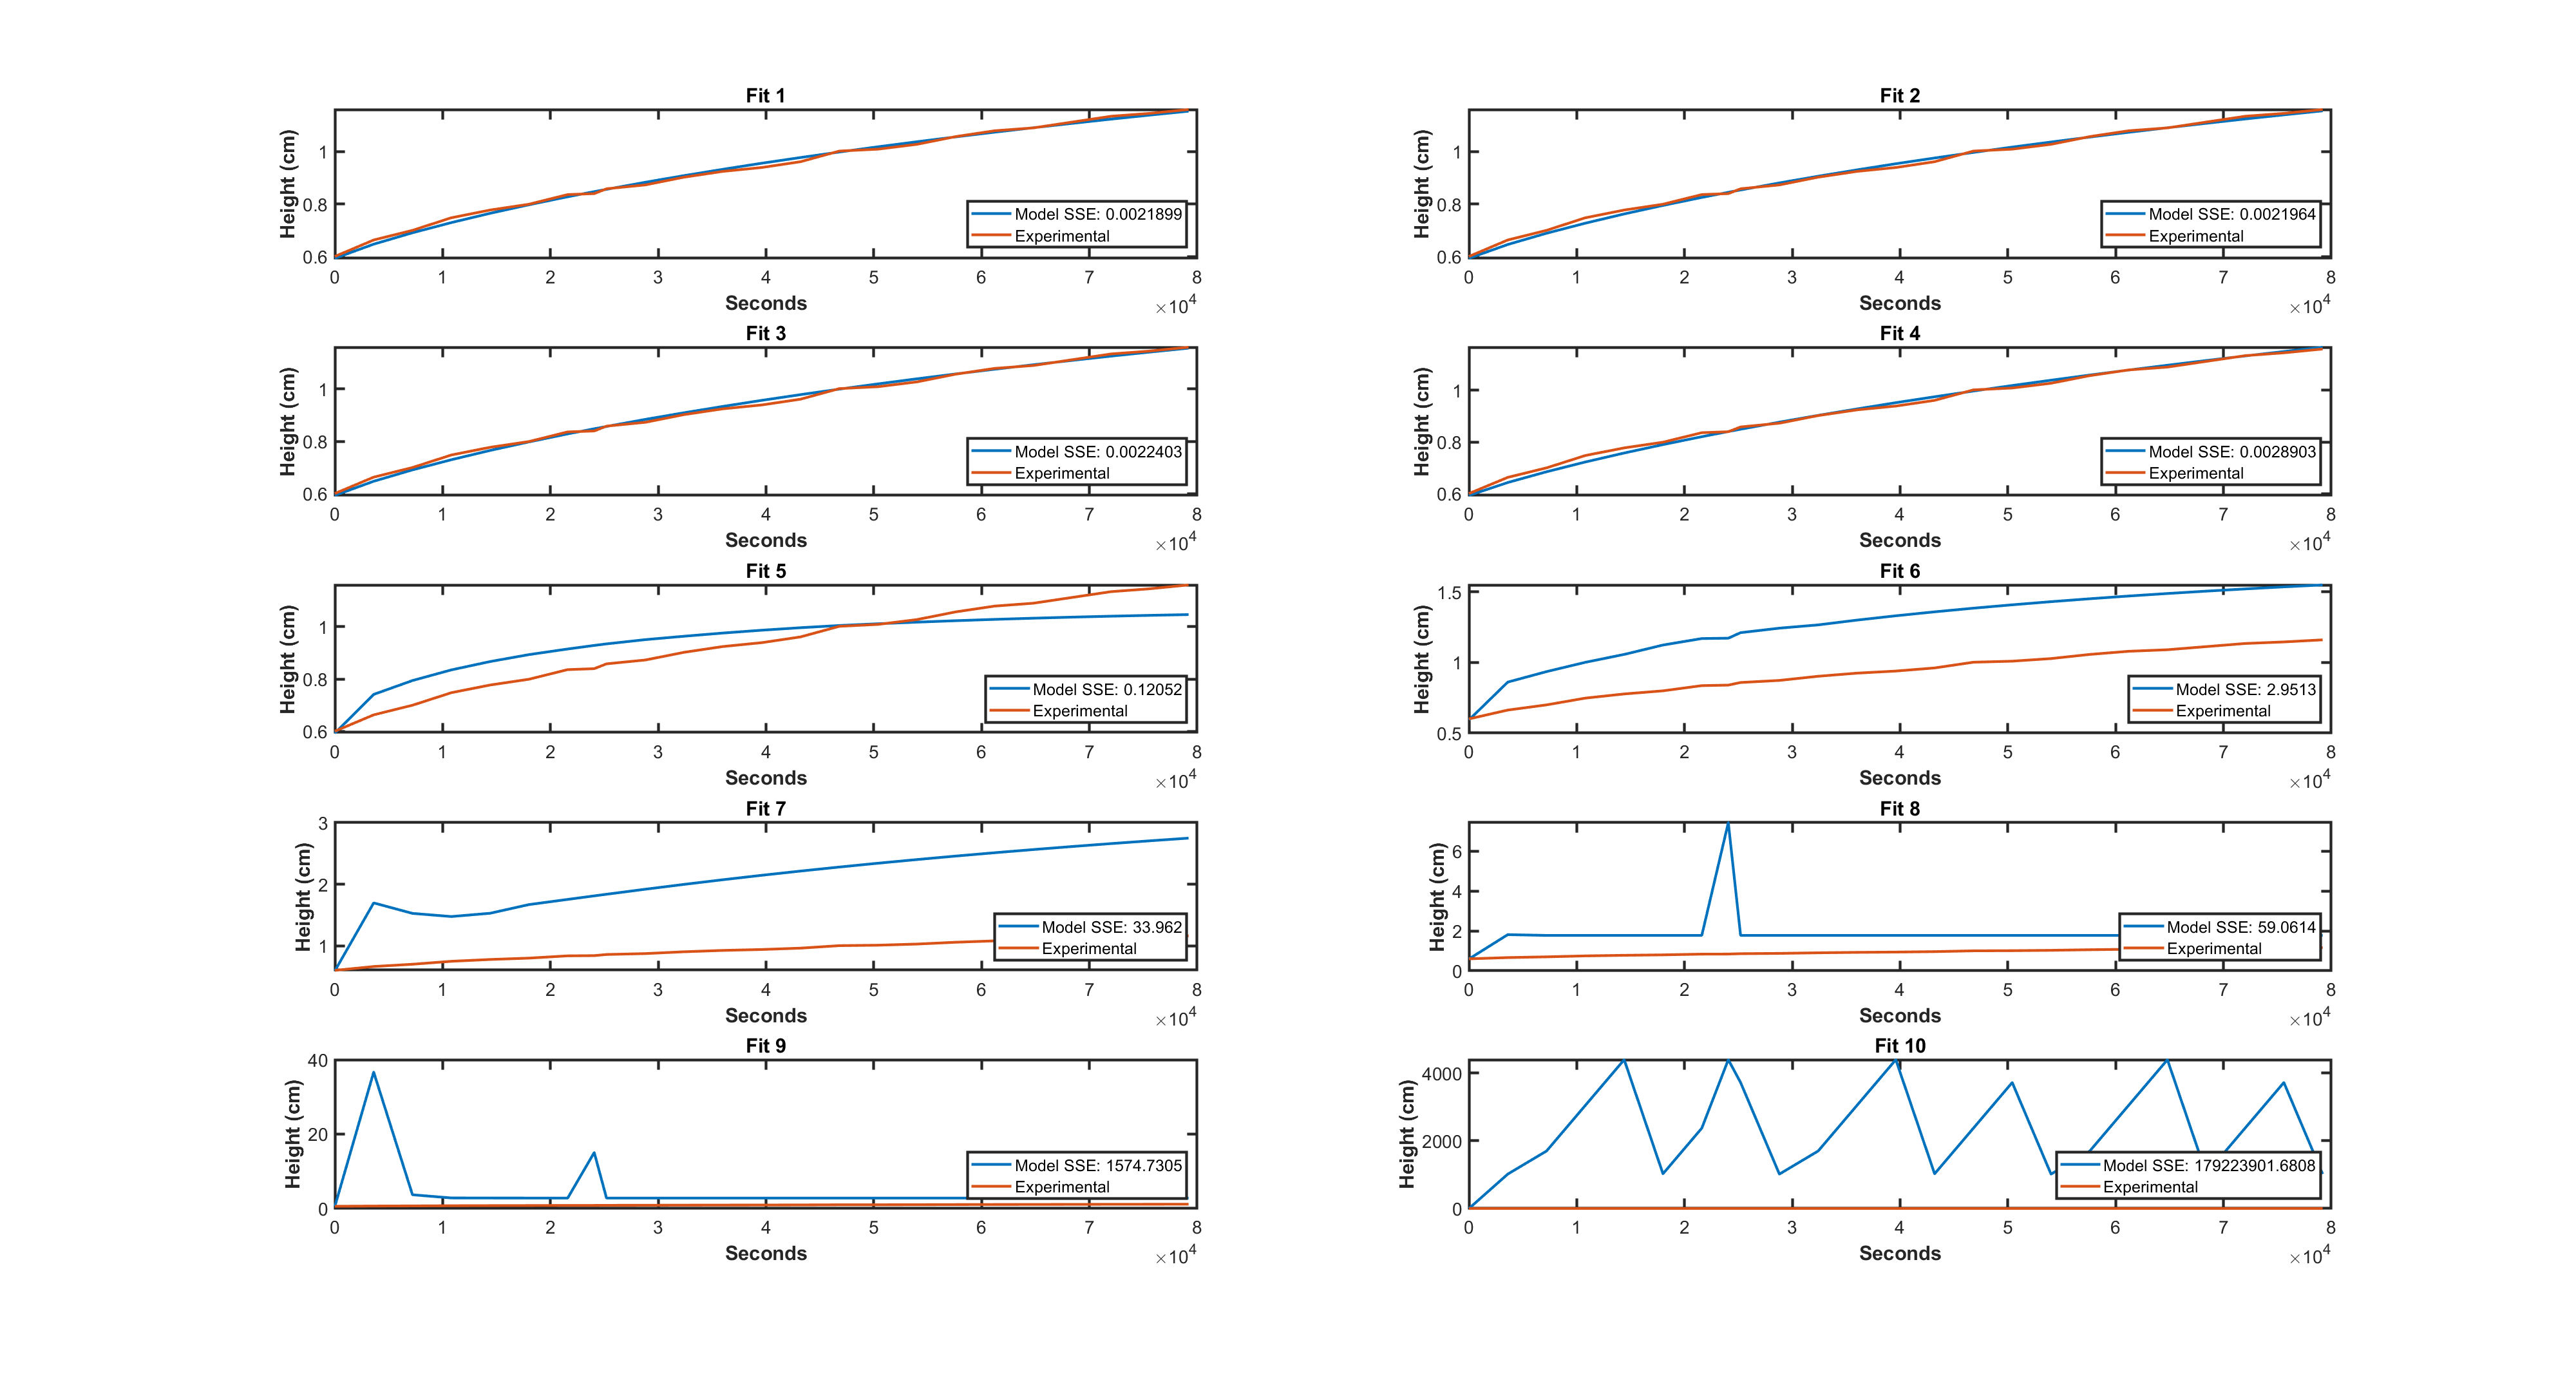 Fit 1
Height (cm)
1
0.8
0.6
Model SSE: 0.0021899
Experimental
0 1 2 3 4 5 6 7 8
Seconds
×10^4
Fit 2
Height (cm)
1
0.8
0.6
Model SSE: 0.0021964
Experimental
0 1 2 3 4 5 6 7 8
Seconds
×10^4
Fit 3
Height (cm)
1
0.8
0.6
Model SSE: 0.0022403
Experimental
0 1 2 3 4 5 6 7 8
Seconds
×10^4
Fit 4
Height (cm)
1
0.8
0.6
Model SSE: 0.0028903
Experimental
0 1 2 3 4 5 6 7 8
Seconds
×10^4
Fit 5
Height (cm)
1
0.8
0.6
Model SSE: 0.12052
Experimental
0 1 2 3 4 5 6 7 8
Seconds
×10^4
Fit 6
Height (cm)
1.5
1
0.5
Model SSE: 2.9513
Experimental
0 1 2 3 4 5 6 7 8
Seconds
×10^4
Fit 7
Height (cm)
3
2
1
Model SSE: 33.962
Experimental
0 1 2 3 4 5 6 7 8
Seconds
×10^4
Fit 8
Height (cm)
6
4
2
0
Model SSE: 59.0614
Experimental
0 1 2 3 4 5 6 7 8
Seconds
×10^4
Fit 9
Height (cm)
40
20
0
Model SSE: 1574.7305
Experimental
0 1 2 3 4 5 6 7 8
Seconds
×10^4
Fit 10
Height (cm)
4000
2000
0
Model SSE: 179223901.6808
Experimental
0 1 2 3 4 5 6 7 8
Seconds
×10^4